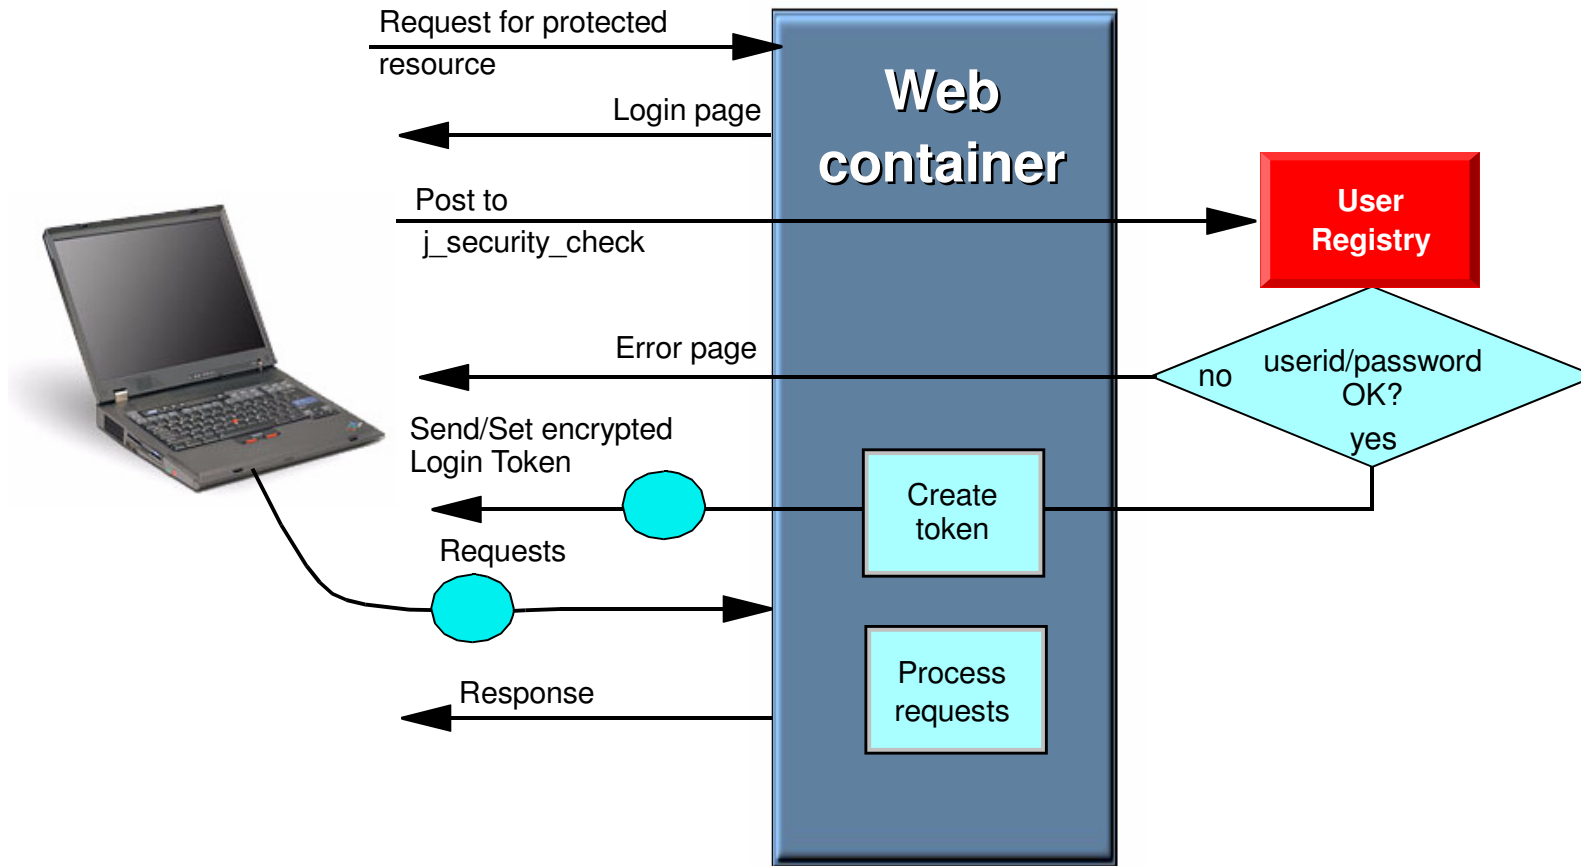 Request for protected
resource
Web
container
Login page
Post to
j_security_check
User
Registry
Error page
no
userid/password
OK?
yes
Send/Set encrypted
Login Token
Create
token
Requests
Process
requests
Response